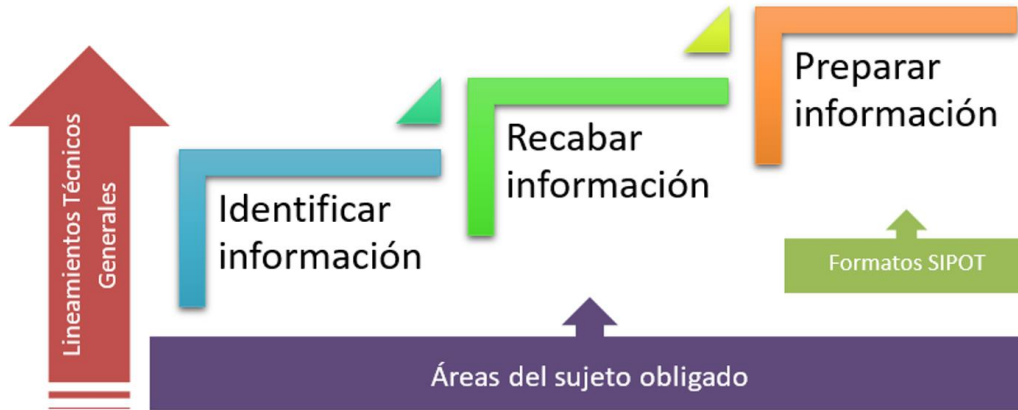 Lineamientos Técnicos
Generales
Identificar
información
Recabar
información
Preparar
información
Formatos SIPOT
Áreas del sujeto obligado